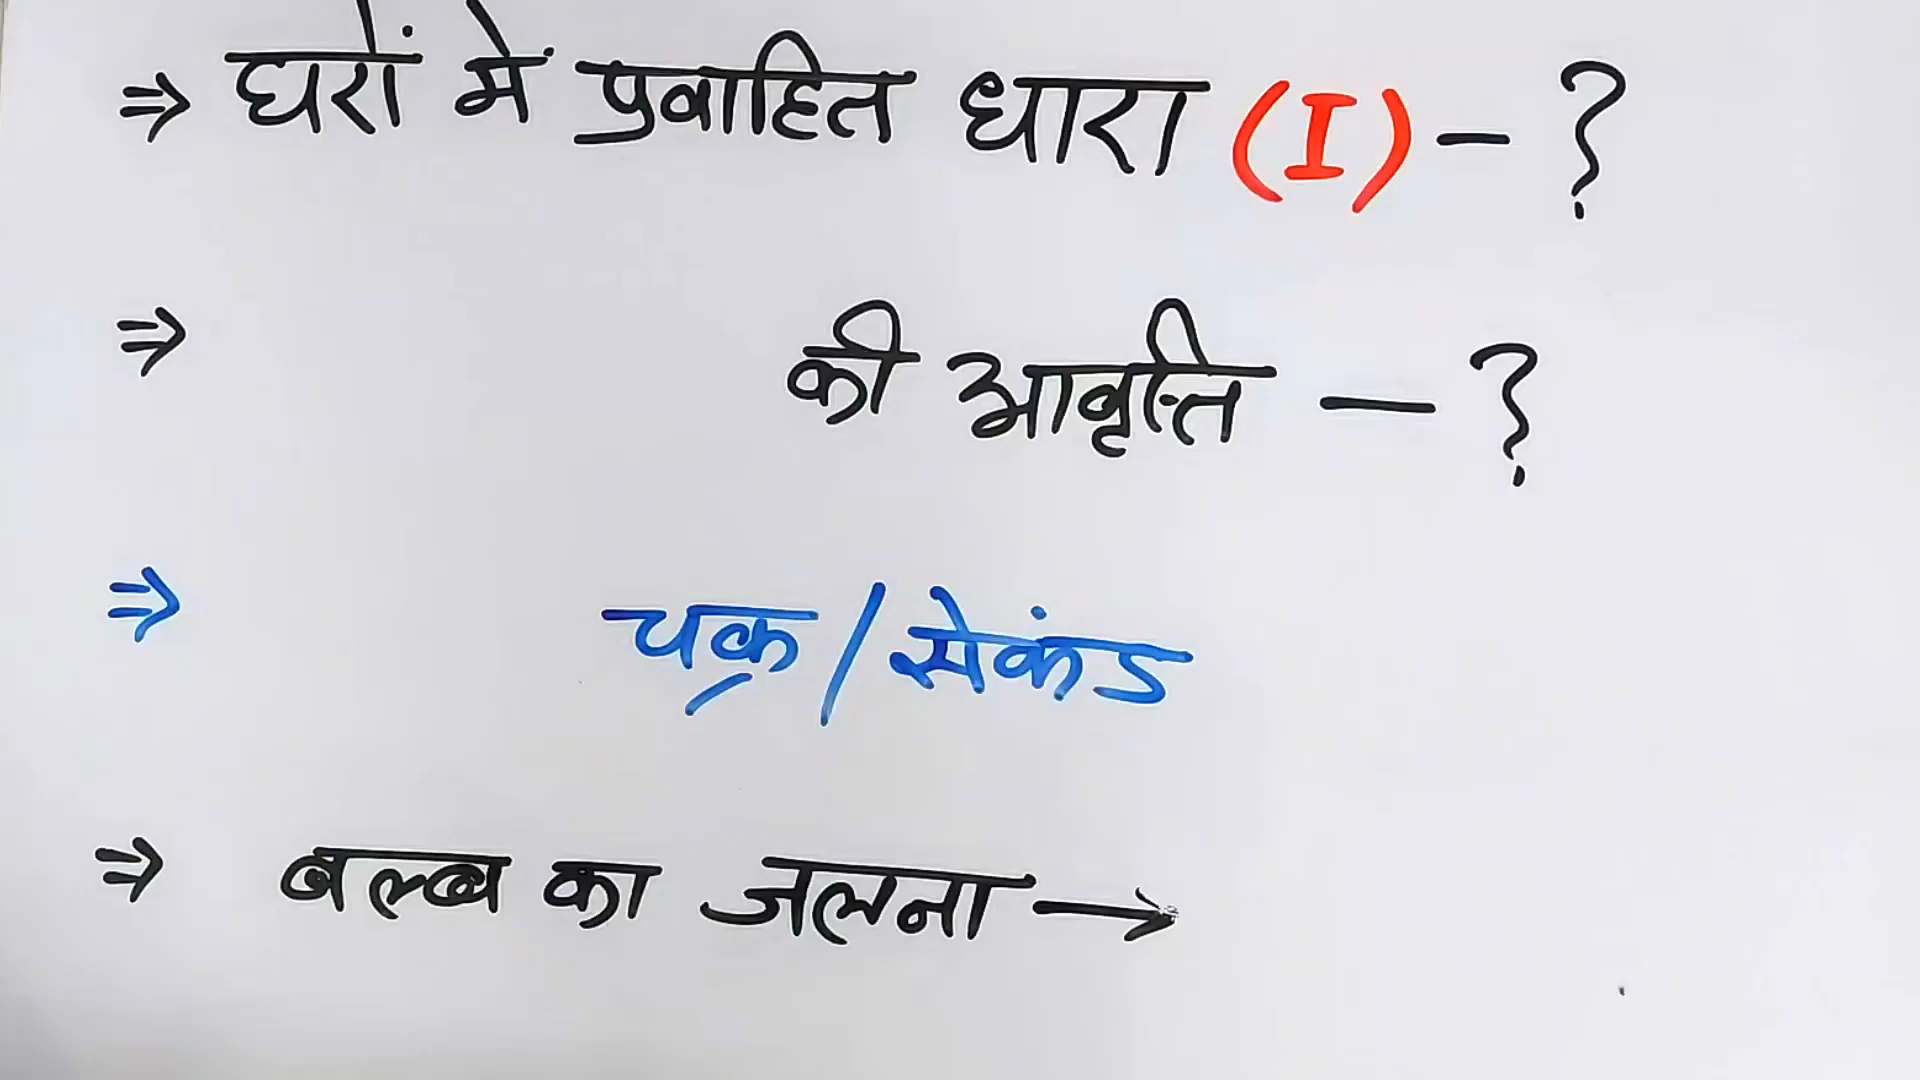 ⇒ घरों में प्रवाहित धारा (I) — ?
⇒ की आवृत्ति — ?
⇒ चक्र / सेकंड
⇒ बल्ब का जलना →